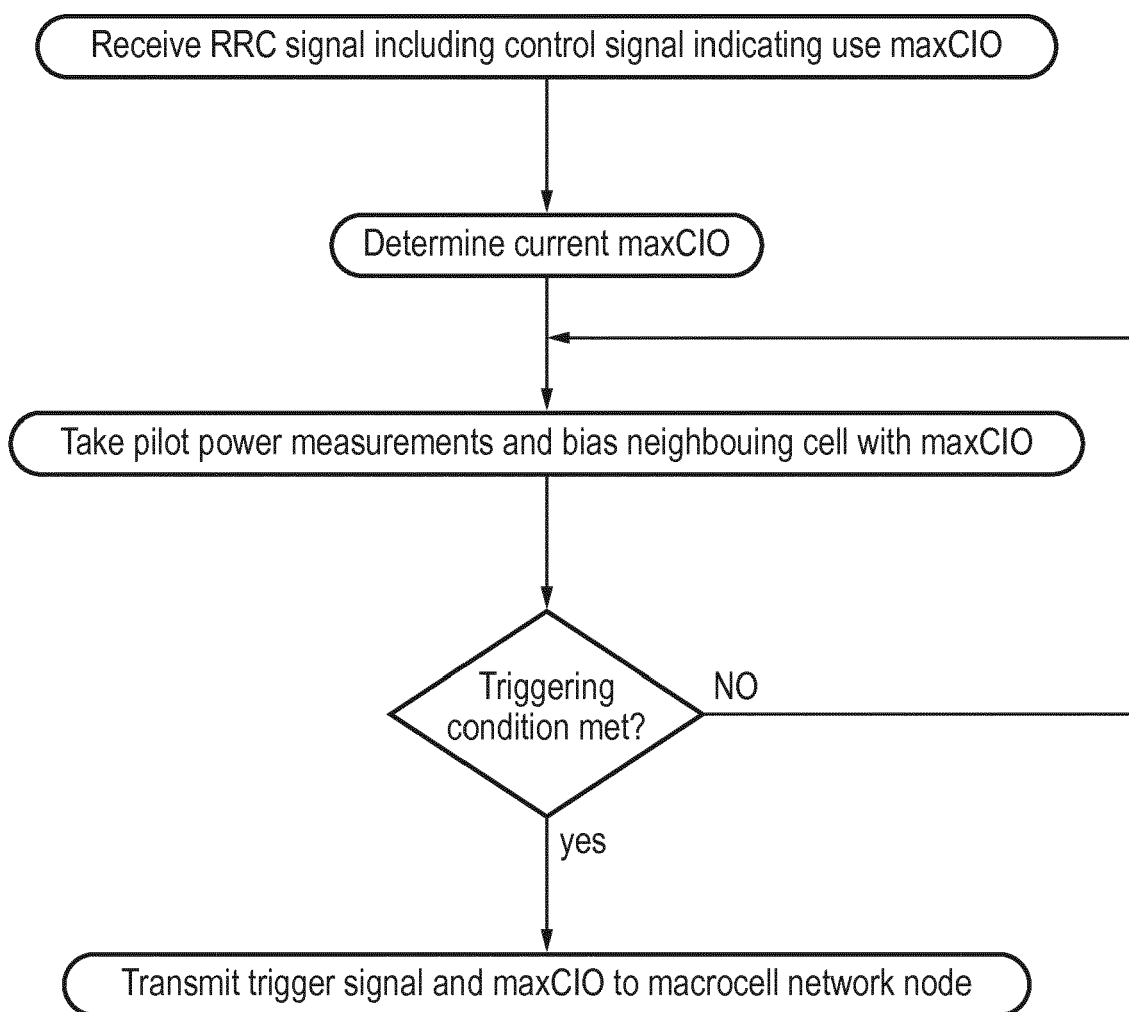 Receive RRC signal including control signal indicating use maxCIO
Determine current maxCIO
Take pilot power measurements and bias neighbouing cell with maxCIO
Triggering
condition met?
NO
yes
Transmit trigger signal and maxCIO to macrocell network node